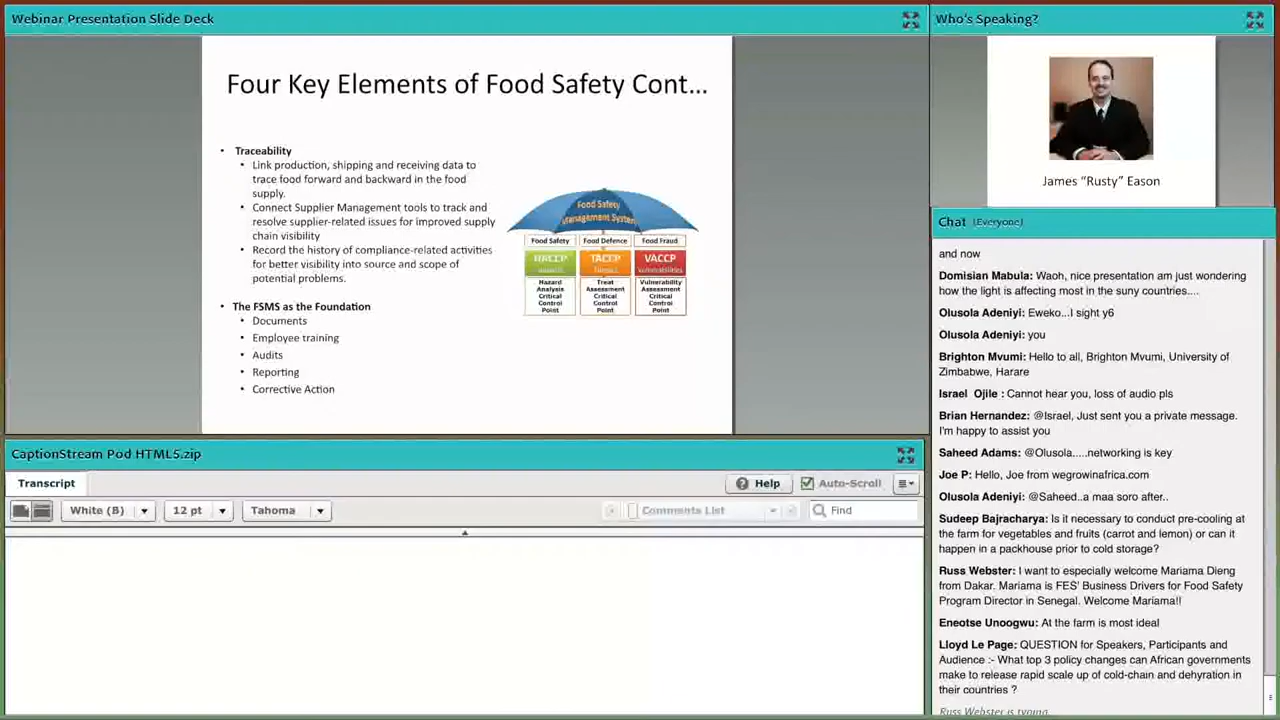 Webinar Presentation Slide Deck
Four Key Elements of Food Safety Cont...
• Traceability
• Link production, shipping and receiving data to
trace food forward and backward in the food
supply.
• Connect Supplier Management tools to track and
resolve supplier-related issues for improved supply
chain visibility
• Record the history of compliance-related activities
for better visibility into source and scope of
potential problems.
• The FSMS as the Foundation
• Documents
• Employee training
• Audits
• Reporting
• Corrective Action
Food Safety
Management System
Food Safety
Food Defence
Food Fraud
HACCP
TACCP
VACCP
Hazard
Analysis
Critical
Control
Point
Treat
Assessment
Critical
Control
Point
Vulnerability
Assessment
Critical
Control
Point
Who's Speaking?
James "Rusty" Eason
Chat (Everyone)
and now
Domisian Mabula: Waoh, nice presentation am just wondering
how the light is affecting most in the suny countries....
Olusola Adeniyi: Eweko...I sight y6
Olusola Adeniyi: you
Brighton Mvumi: Hello to all, Brighton Mvumi, University of
Zimbabwe, Harare
Israel Ojile : Cannot hear you, loss of audio pls
Brian Hernandez: @Israel, Just sent you a private message.
I'm happy to assist you
Saheed Adams: @Olusola.....networking is key
Joe P: Hello, Joe from wegrowinafrica.com
Olusola Adeniyi: @Saheed..a maa soro after..
Sudeep Bajracharya: Is it necessary to conduct pre-cooling at
the farm for vegetables and fruits (carrot and lemon) or can it
happen in a packhouse prior to cold storage?
Russ Webster: I want to especially welcome Mariama Dieng
from Dakar. Mariama is FES' Business Drivers for Food Safety
Program Director in Senegal. Welcome Mariama!!
Eneotse Unoogwu: At the farm is most ideal
Lloyd Le Page: QUESTION for Speakers, Participants and
Audience :- What top 3 policy changes can African governments
make to release rapid scale up of cold-chain and dehyration in
their countries ?
Russ Webster is typing
CaptionStream Pod HTML5.zip
Transcript
Help
Auto-Scroll
White (B)
12 pt
Tahoma
Comments List
Find